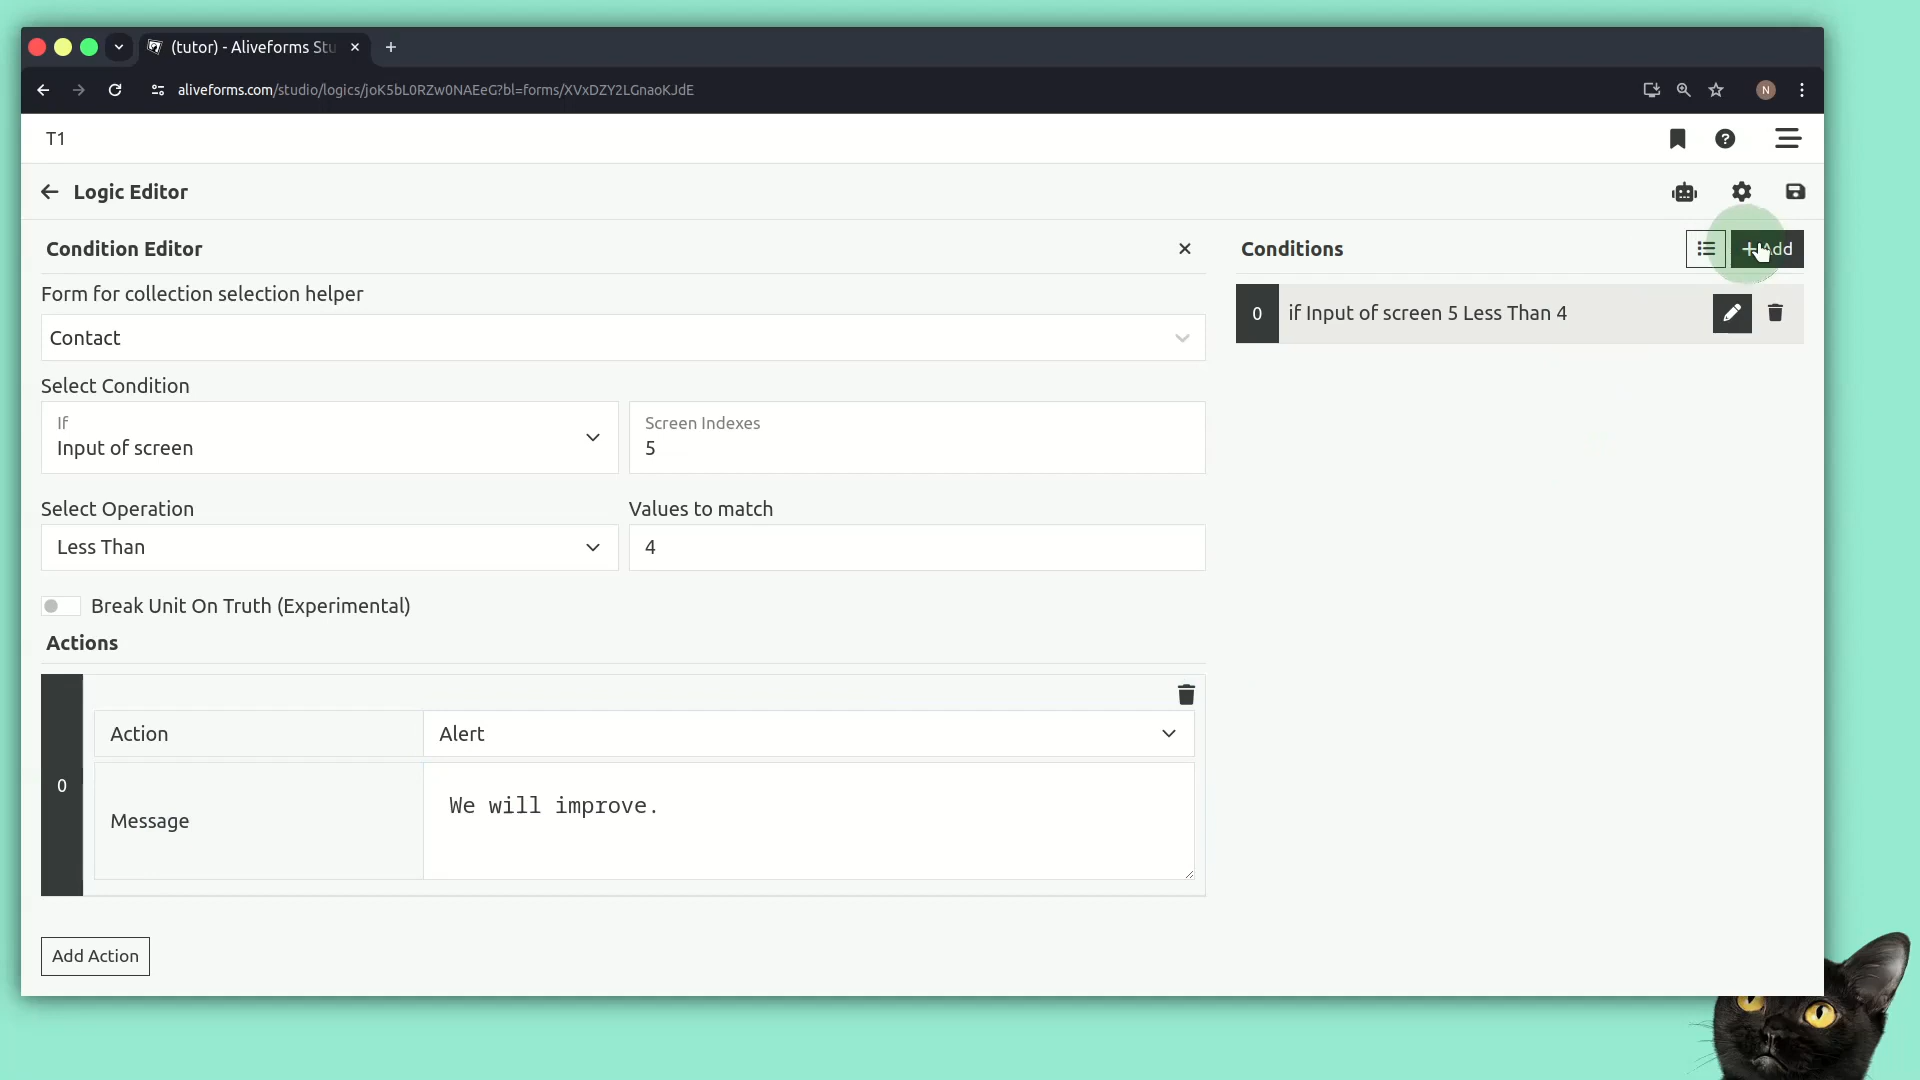 (tutor) - Aliveforms Stu
aliveforms.com/studio/logics/joK5bL0RZw0NAEeG?bl=forms/XVxDZY2LGnaoKJdE
N
T1
Logic Editor
Condition Editor
Conditions
+ Add
Form for collection selection helper
Contact
0
if Input of screen 5 Less Than 4
Select Condition
If
Input of screen
Screen Indexes
5
Select Operation
Values to match
Less Than
4
Break Unit On Truth (Experimental)
Actions
0
Action
Alert
Message
We will improve.
Add Action